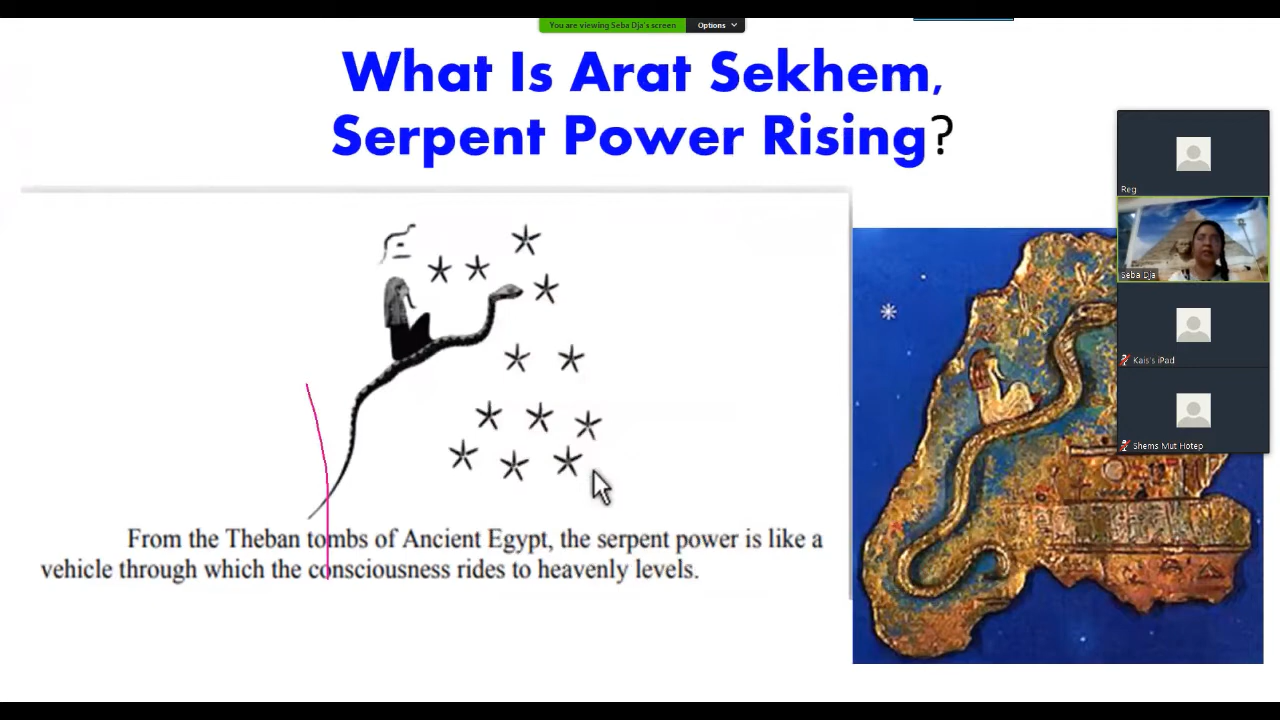 You are viewing Seba Dja's screen
Options
What Is Arat Sekhem,
Serpent Power Rising?
Reg
Seba Dja
Kais's iPad
Shems Mut Hotep
From the Theban tombs of Ancient Egypt, the serpent power is like a
vehicle through which the consciousness rides to heavenly levels.